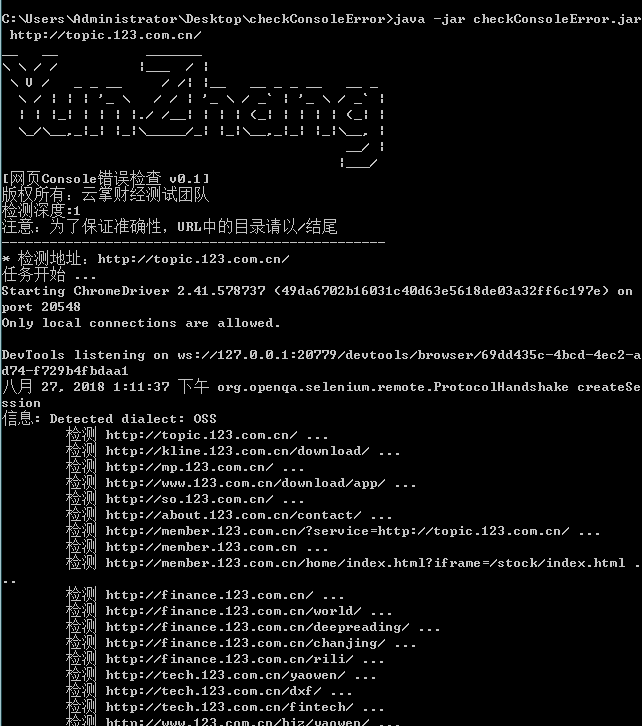 C:\Users\Administrator\Desktop\checkConsoleError>java -jar checkConsoleError.jar
http://topic.123.com.cn/
YunZhang
[网页Console错误检查 v0.1]
版权所有：云掌财经测试团队
检测深度:1
注意：为了保证准确性，URL中的目录请以/结尾
------------------------------------------------
* 检测地址：http://topic.123.com.cn/
任务开始 ...
Starting ChromeDriver 2.41.578737 (49da6702b16031c40d63e5618de03a32ff6c197e) on
port 20548
Only local connections are allowed.
DevTools listening on ws://127.0.0.1:20779/devtools/browser/69dd435c-4bcd-4ec2-a
d74-f729b4fbdaa1
八月 27, 2018 1:11:37 下午 org.openqa.selenium.remote.ProtocolHandshake createSe
ssion
信息: Detected dialect: OSS
检测 http://topic.123.com.cn/ ...
检测 http://kline.123.com.cn/download/ ...
检测 http://mp.123.com.cn/ ...
检测 http://www.123.com.cn/download/app/ ...
检测 http://so.123.com.cn/ ...
检测 http://about.123.com.cn/contact/ ...
检测 http://member.123.com.cn/?service=http://topic.123.com.cn/ ...
检测 http://member.123.com.cn ...
检测 http://member.123.com.cn/home/index.html?iframe=/stock/index.html .
..
检测 http://finance.123.com.cn/ ...
检测 http://finance.123.com.cn/world/ ...
检测 http://finance.123.com.cn/deepreading/ ...
检测 http://finance.123.com.cn/chanjing/ ...
检测 http://finance.123.com.cn/rili/ ...
检测 http://tech.123.com.cn/yaowen/ ...
检测 http://tech.123.com.cn/dxf/ ...
检测 http://tech.123.com.cn/fintech/ ...
检测 http://www.123.com.cn/biz/yaowen/ ...